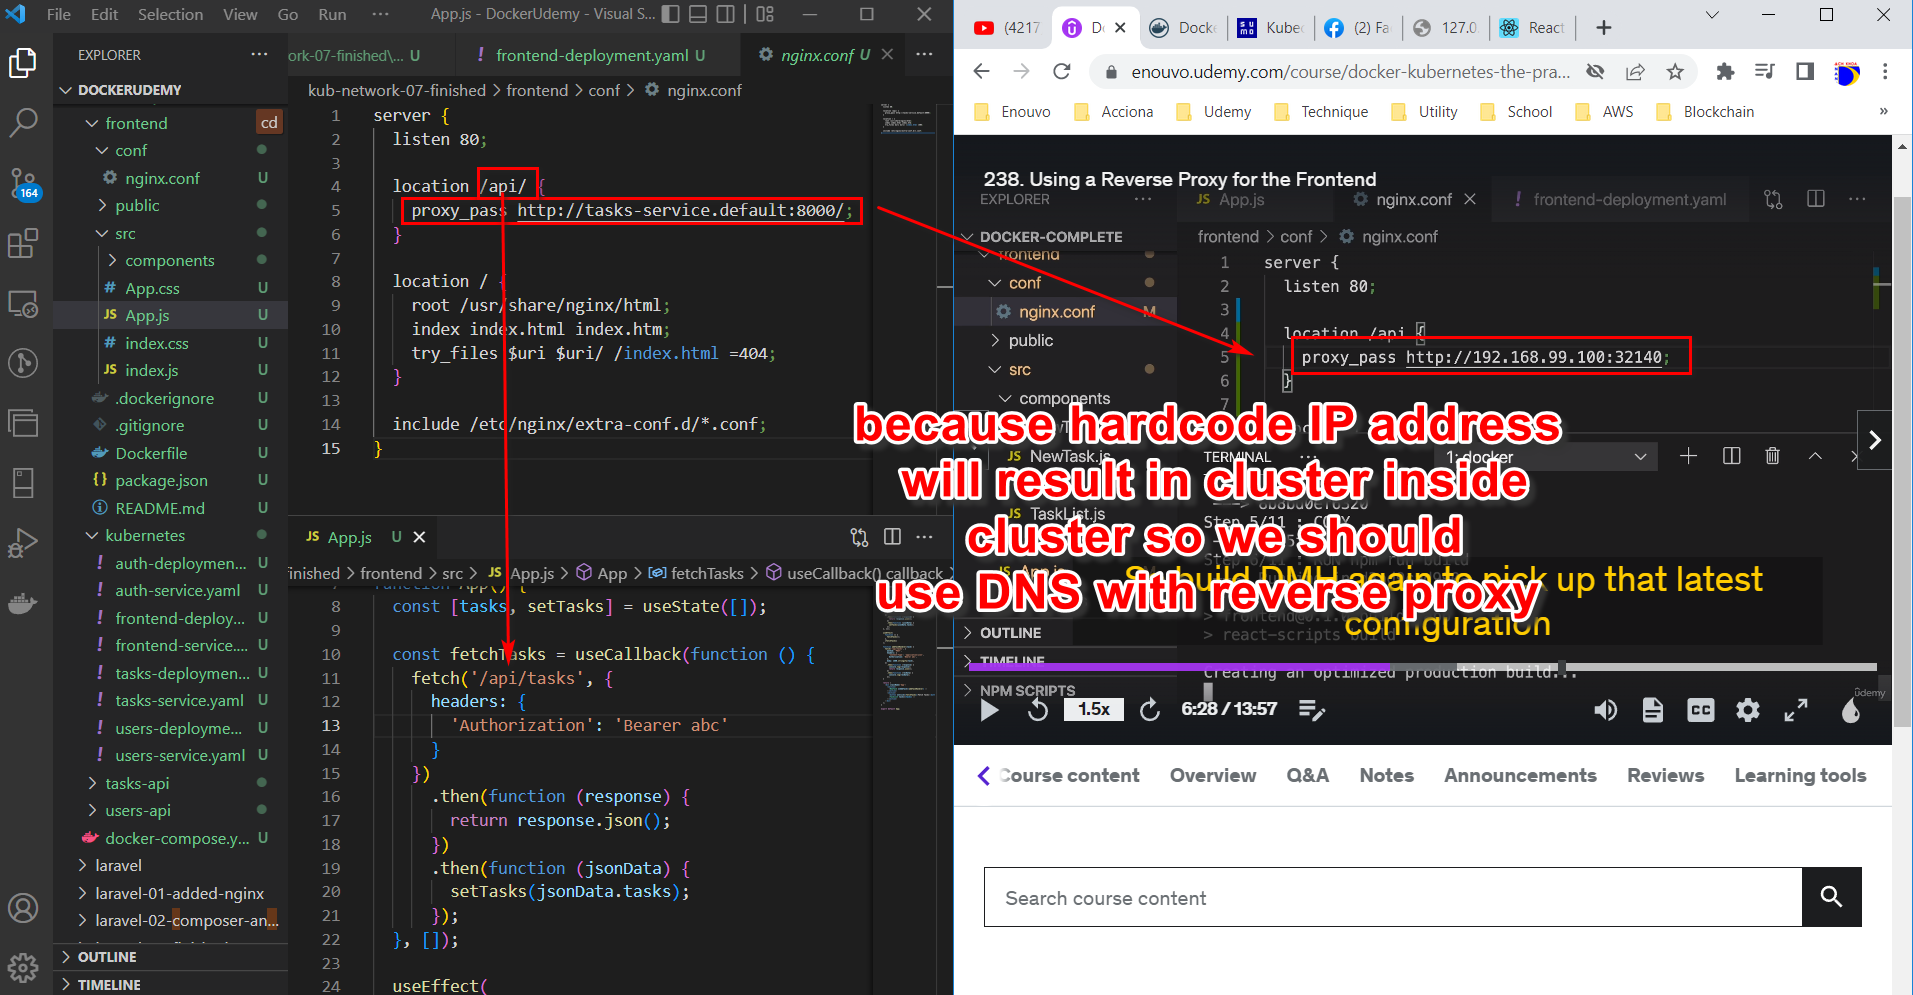 File Edit Selection View Go Run ··· App.js - DockerUdemy - Visual S...
EXPLORER ···
DOCKERUDEMY
frontend cd
conf
nginx.conf U
public
src
components
App.css U
JS App.js U
index.css U
JS index.js U
.dockerignore U
.gitignore U
Dockerfile U
package.json U
README.md U
kubernetes
auth-deploymen... U
auth-service.yaml U
frontend-deploy... U
frontend-service.... U
tasks-deploymen... U
tasks-service.yaml U
users-deployme... U
users-service.yaml U
tasks-api
users-api
docker-compose.y... U
laravel
laravel-01-added-nginx
laravel-02-composer-an...
OUTLINE
TIMELINE
164
ork-07-finished\... U ! frontend-deployment.yaml U nginx.conf U
kub-network-07-finished > frontend > conf > nginx.conf
1 server {
2 listen 80;
3
4 location /api/ {
5 proxy_pass http://tasks-service.default:8000/;
6 }
7
8 location / {
9 root /usr/share/nginx/html;
10 index index.html index.htm;
11 try_files $uri $uri/ /index.html =404;
12 }
13
14 include /etc/nginx/extra-conf.d/*.conf;
15 }
JS App.js U
inished > frontend > src > JS App.js > App > fetchTasks > useCallback() callback
8 const [tasks, setTasks] = useState([]);
9
10 const fetchTasks = useCallback(function () {
11 fetch('/api/tasks', {
12 headers: {
13 'Authorization': 'Bearer abc'
14 }
15 })
16 .then(function (response) {
17 return response.json();
18 })
19 .then(function (jsonData) {
20 setTasks(jsonData.tasks);
21 });
22 }, []);
23
24 useEffect(
(4217 Do Docke Kube (2) Fa 127.0. React
enouvo.udemy.com/course/docker-kubernetes-the-pra...
Enouvo Acciona Udemy Technique Utility School AWS Blockchain »
238. Using a Reverse Proxy for the Frontend
EXPLORER ··· JS App.js nginx.conf ! frontend-deployment.yaml
DOCKER-COMPLETE frontend > conf > nginx.conf
frontend
conf
nginx.conf M
public
src
components
NewTask.js
TaskList.js
1 server {
2 listen 80;
3
4 location /api {
5 proxy_pass http://192.168.99.100:32140;
6 }
7
TERMINAL ··· 1: docker
because hardcode IP address
will result in cluster inside
cluster so we should
use DNS with reverse proxy
build DMH again to pick up that latest
configuration
OUTLINE
TIMELINE
NPM SCRIPTS
> react-scripts build
Creating an optimized production build...
1.5x 6:28 / 13:57 CC
udemy
Course content Overview Q&A Notes Announcements Reviews Learning tools
Search course content